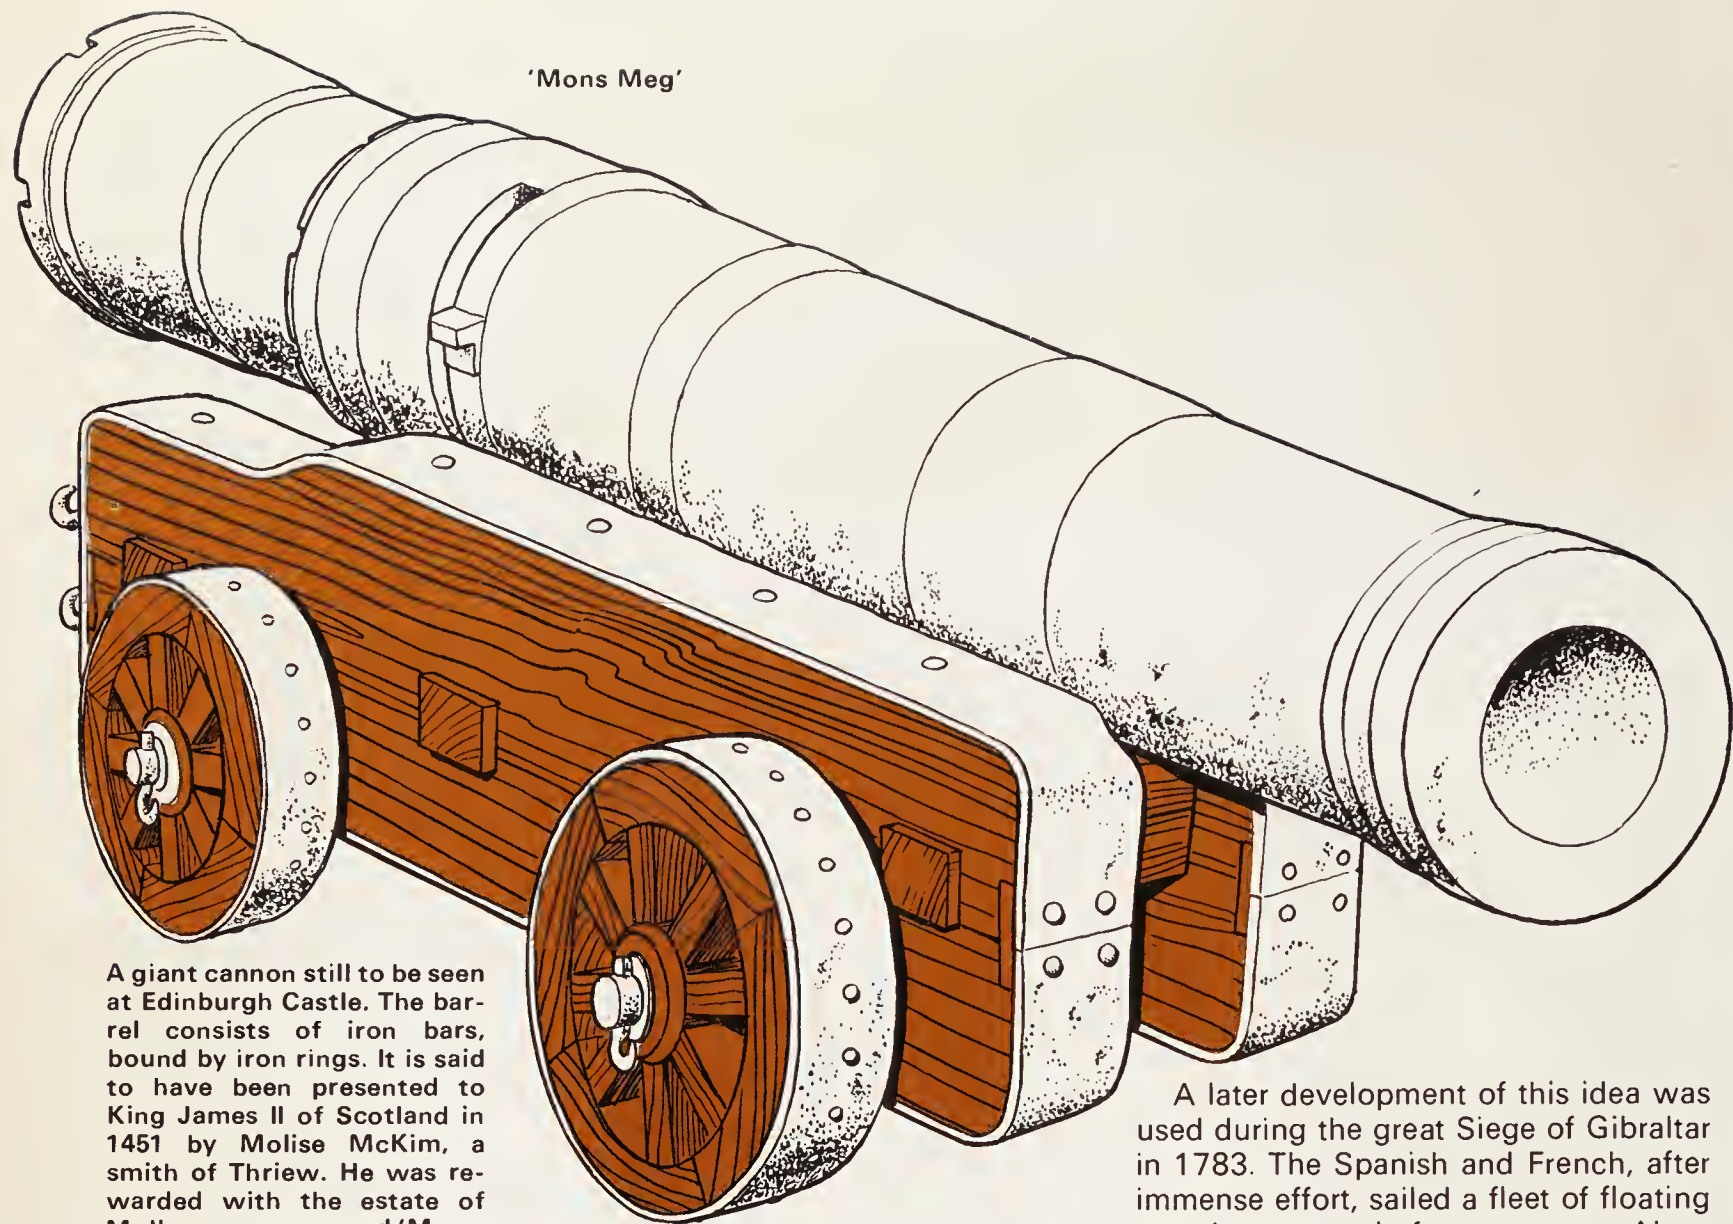 'Mons Meg'
A giant cannon still to be seen
at Edinburgh Castle. The bar-
rel consists of iron bars,
bound by iron rings. It is said
to have been presented to
King James II of Scotland in
1451 by Molise McKim, a
smith of Thriew. He was re-
warded with the estate of
A later development of this idea was
used during the great Siege of Gibraltar
in 1783. The Spanish and French, after
immense effort, sailed a fleet of floating